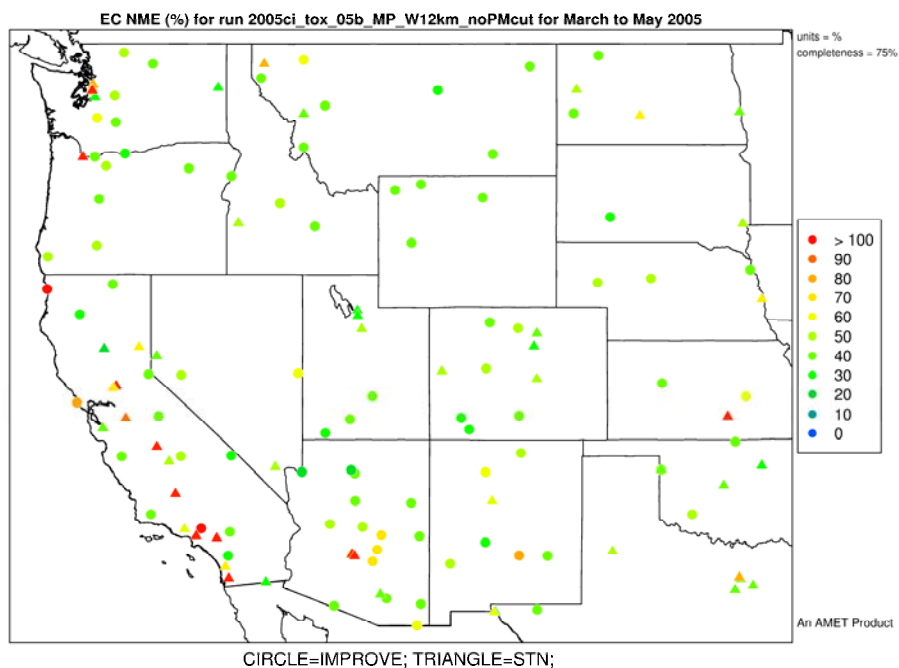 EC NME (%) for run 2005ci_tox_05b_MP_W12km_noPMcut for March to May 2005
units = %
completeness = 75%
> 100
90
80
70
60
50
40
30
20
10
0
An AMET Product
CIRCLE=IMPROVE; TRIANGLE=STN;